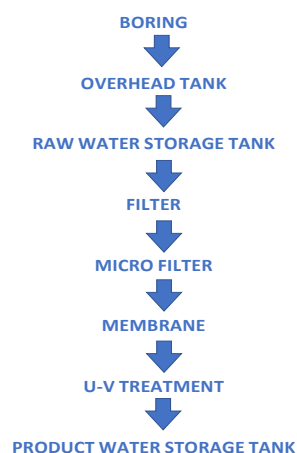 BORING
OVERHEAD TANK
RAW WATER STORAGE TANK
FILTER
MICRO FILTER
MEMBRANE
U-V TREATMENT
PRODUCT WATER STORAGE TANK